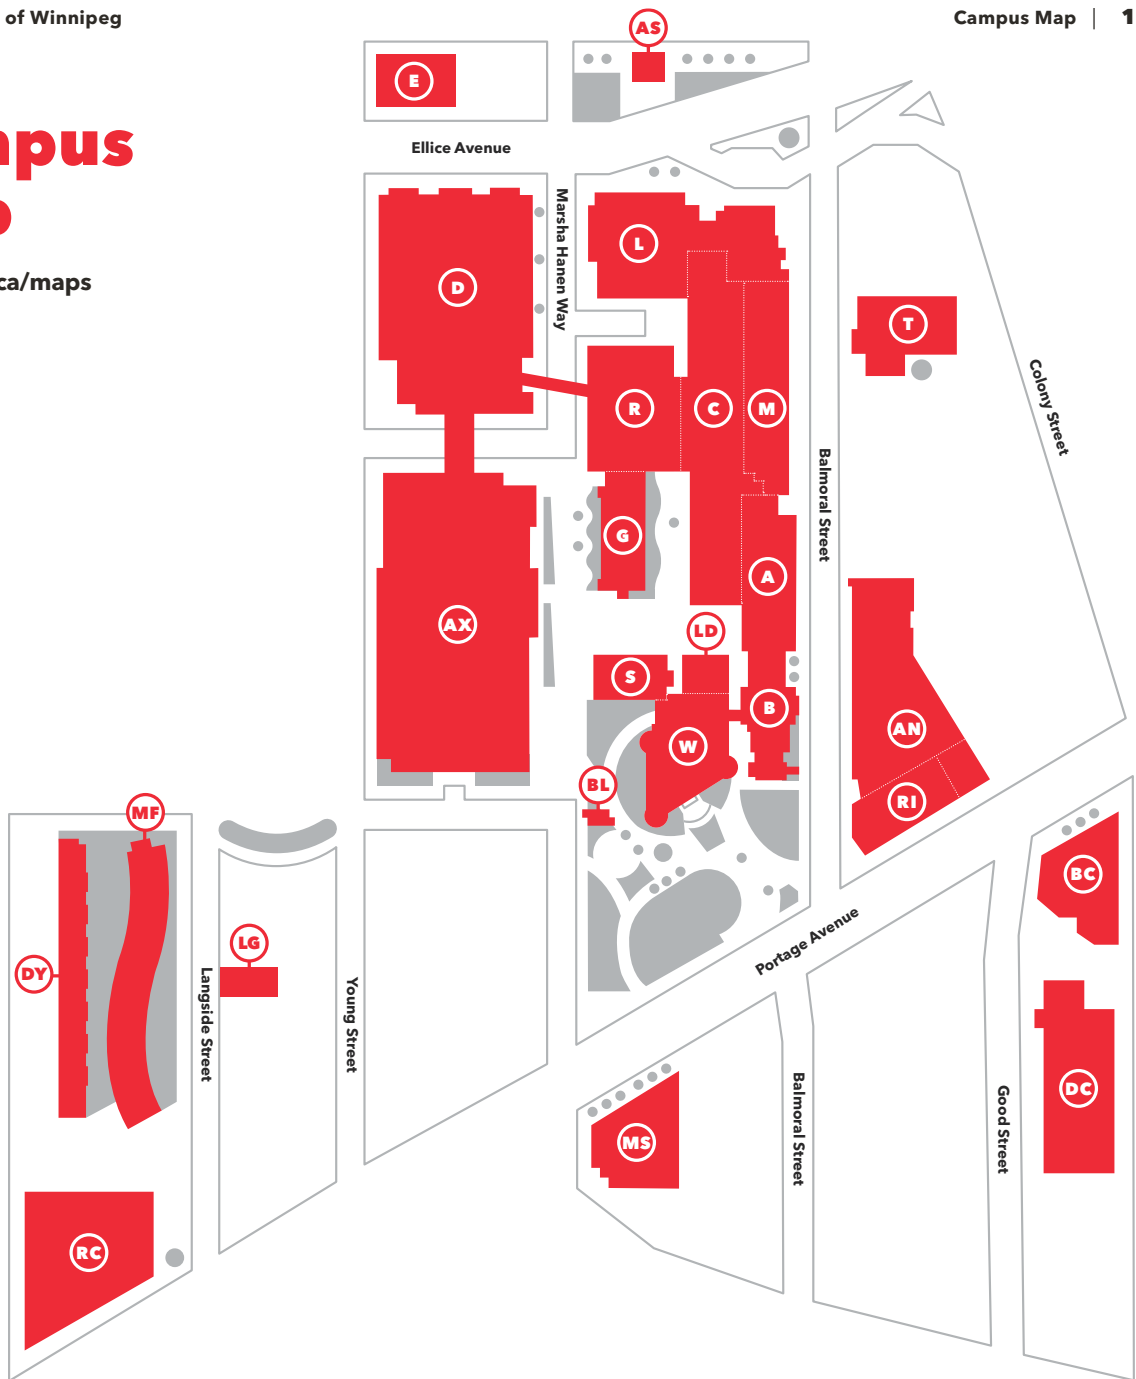 of Winnipeg
Campus Map | 1
AS
E
npus
Ellice Avenue
Marsha Hanen Way
L
ca/maps
D
T
R
C
M
Colony Street
Balmoral Street
G
A
AX
LD
S
B
AN
W
BL
RI
MF
BC
LG
DY
Portage Avenue
Langside Street
Young Street
DC
Balmoral Street
Good Street
MS
RC